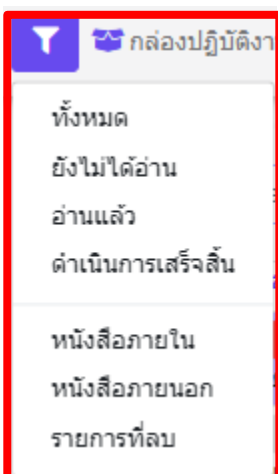 กล่องปฏิบัติงา
ทั้งหมด
ยังไม่ได้อ่าน
อ่านแล้ว
ดำเนินการเสร็จสิ้น
หนังสือภายใน
หนังสือภายนอก
รายการที่ลบ